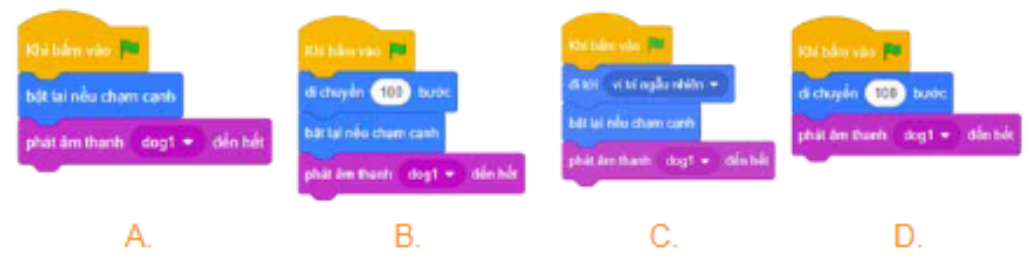 Khi bấm vào
bật lại nếu chạm cạnh
phát âm thanh dog1 đến hết
A.
Khi bấm vào
di chuyển 100 bước
bật lại nếu chạm cạnh
phát âm thanh dog1 đến hết
B.
Khi bấm vào
đi tới vị trí ngẫu nhiên
bật lại nếu chạm cạnh
phát âm thanh dog1 đến hết
C.
Khi bấm vào
di chuyển 100 bước
phát âm thanh dog1 đến hết
D.